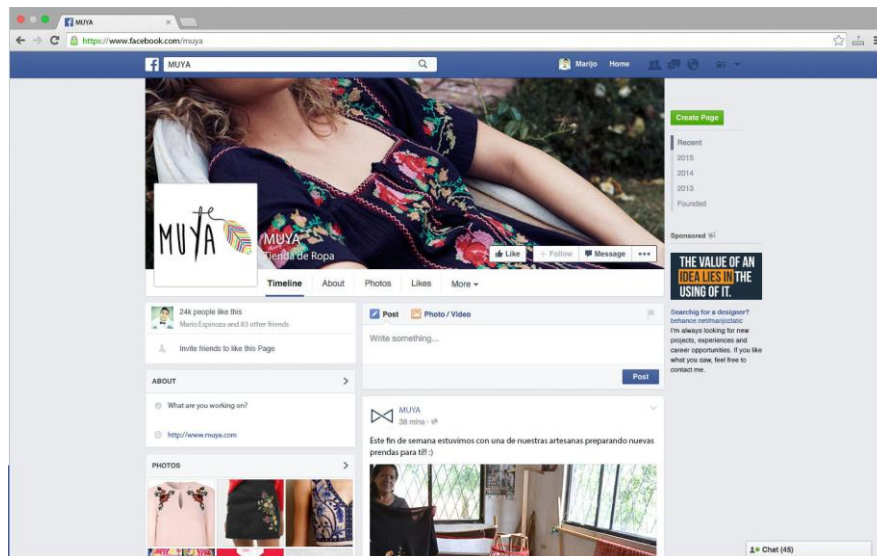 MUYA
https://www.facebook.com/muya
MUYA
Marijo Home
MUYA
MUYA
Tienda de Ropa
Like
Follow
Message
Timeline About Photos Likes More
Create Page
Recent
2015
2014
2013
Founded
Sponsored
THE VALUE OF AN
IDEA LIES IN THE
USING OF IT.
Searchig for a designer?
behance.net/marijozlatic
I'm always looking for new
projects, experiences and
career opportunities. If you like
what you saw, feel free to
contact me.
24k people like this
Mario Espinoza and 83 other friends
Invite friends to like this Page
ABOUT
What are you working on?
http://www.muya.com
PHOTOS
Post Photo / Video
Write something...
Post
MUYA
38 mins
Este fin de semana estuvimos con una de nuestras artesanas preparando nuevas
prendas para ti!! :)
Chat (45)